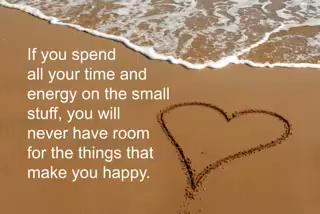 If you spend
all your time and
energy on the small
stuff, you will
never have room
for the things that
make you happy.